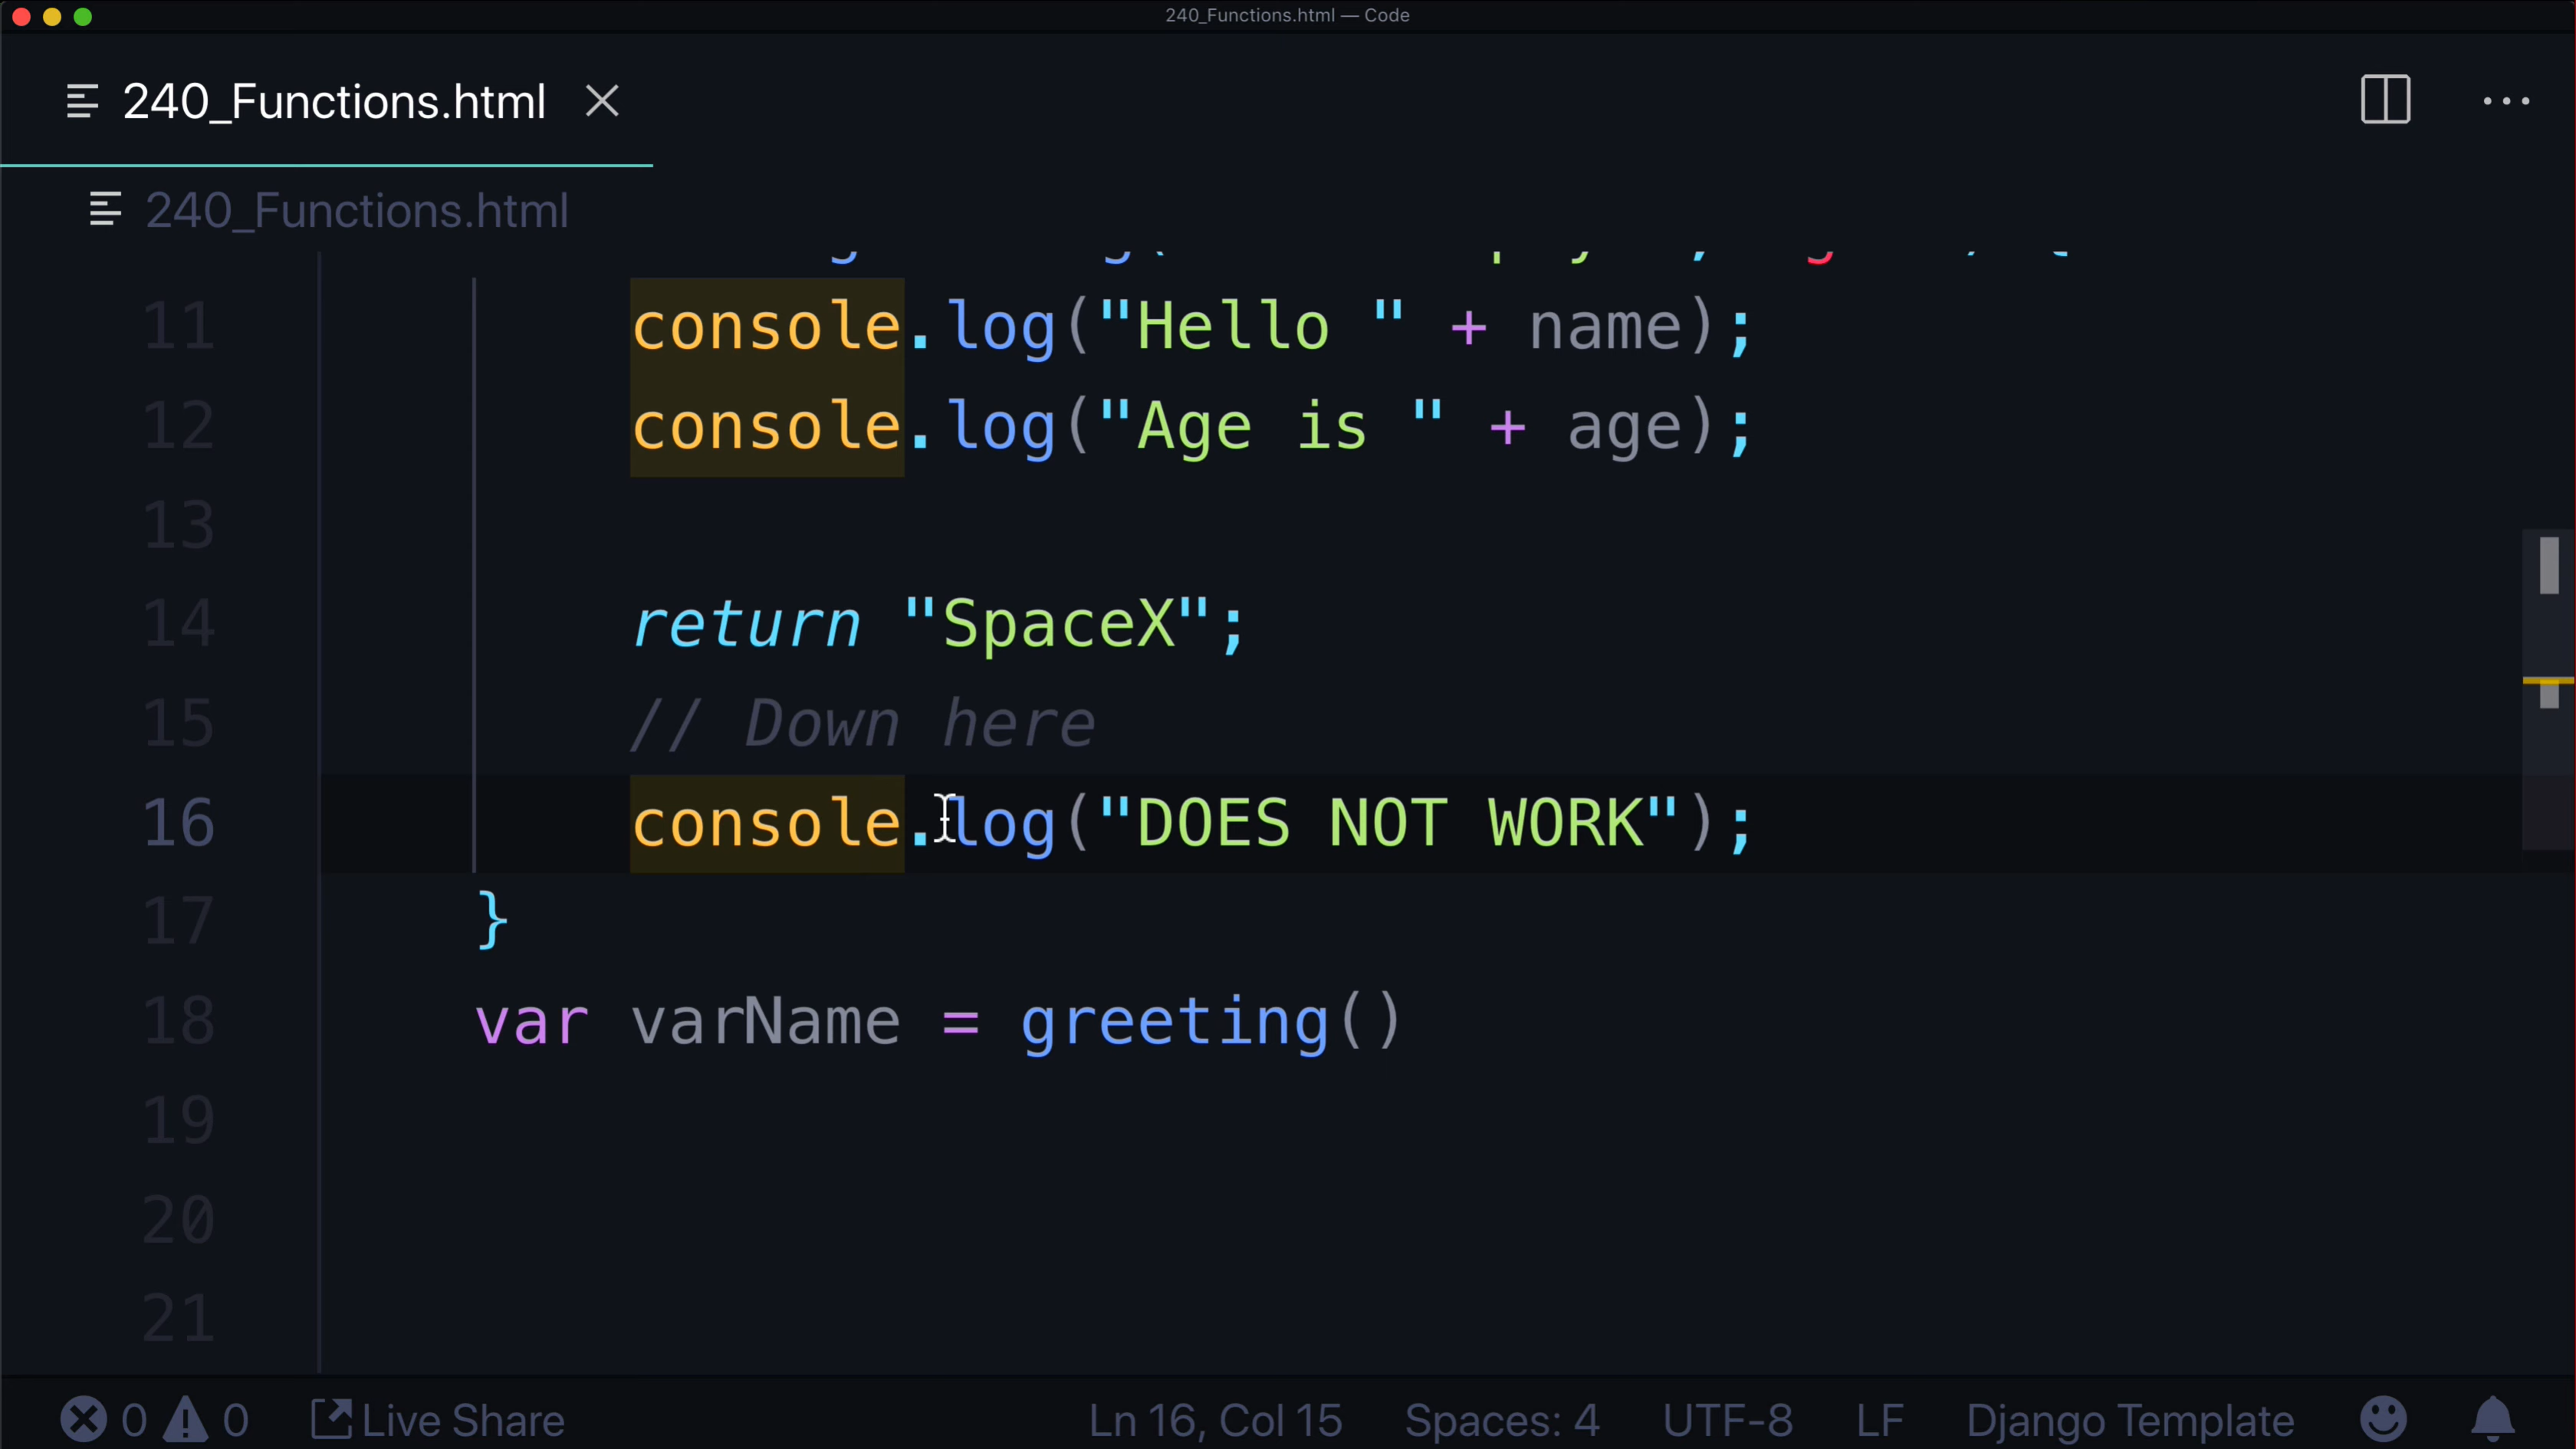 240_Functions.html — Code
240_Functions.html
240_Functions.html
11 console.log("Hello " + name);
12 console.log("Age is " + age);
13
14 return "SpaceX";
15 // Down here
16 console.log("DOES NOT WORK");
17 }
18 var varName = greeting()
19
20
21
0 0 Live Share Ln 16, Col 15 Spaces: 4 UTF-8 LF Django Template